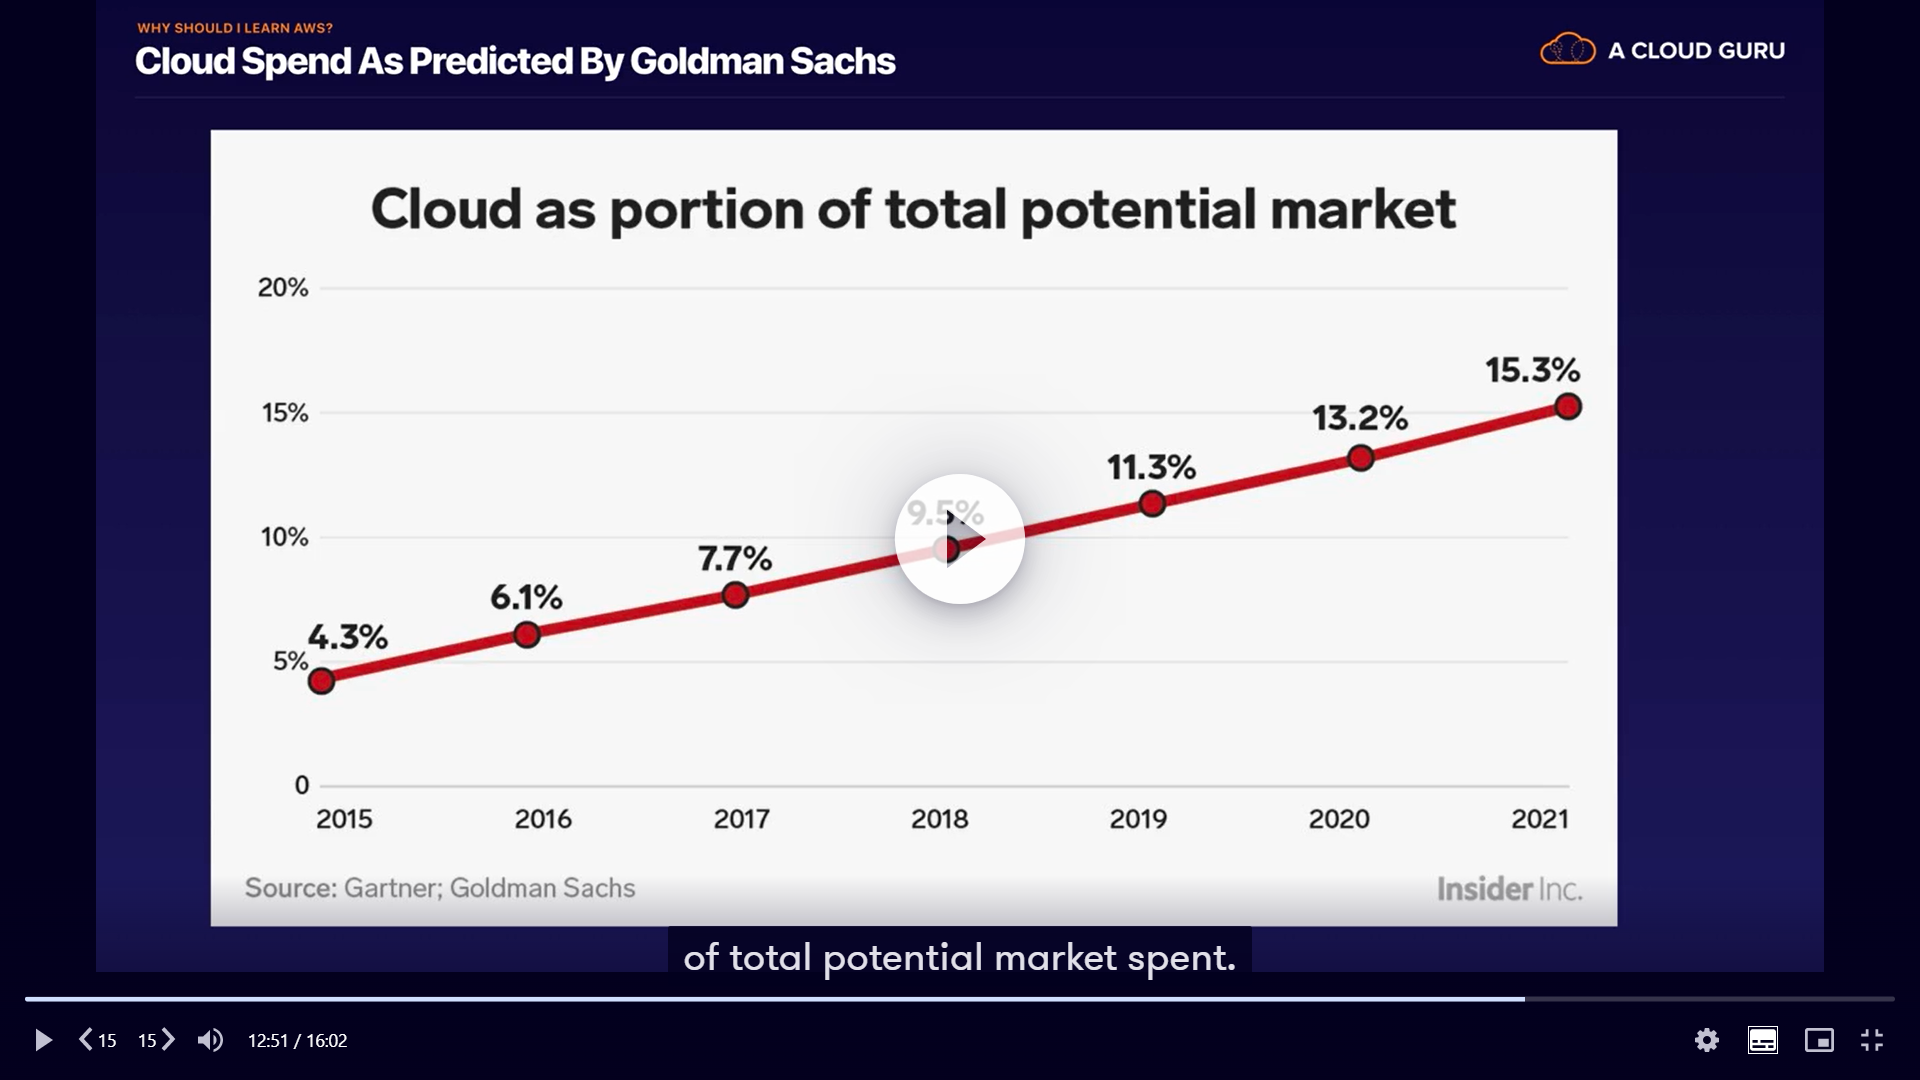 WHY SHOULD I LEARN AWS?
Cloud Spend As Predicted By Goldman Sachs
A CLOUD GURU
Cloud as portion of total potential market
20%
15%
10%
5%
0
4.3%
6.1%
7.7%
9.5%
11.3%
13.2%
15.3%
2015 2016 2017 2018 2019 2020 2021
Source: Gartner; Goldman Sachs
Insider Inc.
of total potential market spent.
15 15 12:51 / 16:02